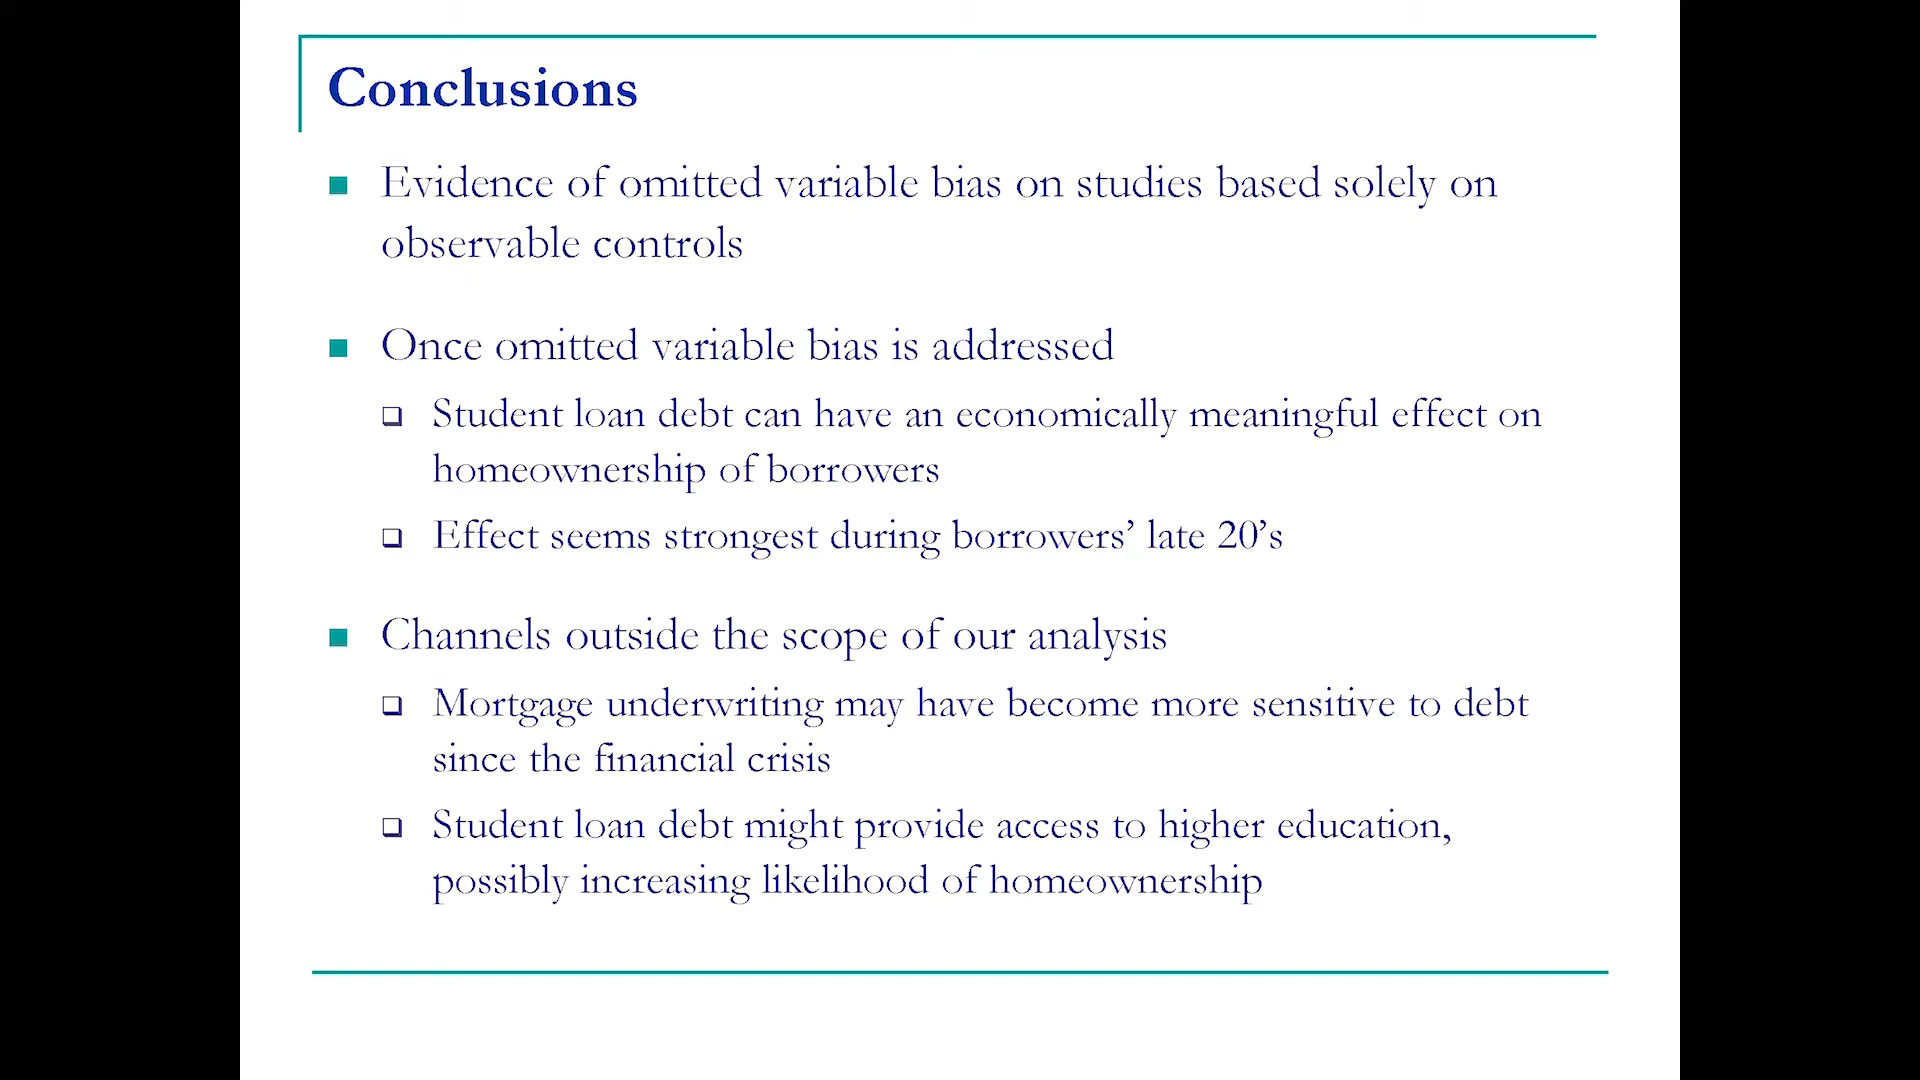 Conclusions
Evidence of omitted variable bias on studies based solely on
observable controls
Once omitted variable bias is addressed
Student loan debt can have an economically meaningful effect on
homeownership of borrowers
Effect seems strongest during borrowers’ late 20’s
Channels outside the scope of our analysis
Mortgage underwriting may have become more sensitive to debt
since the financial crisis
Student loan debt might provide access to higher education,
possibly increasing likelihood of homeownership